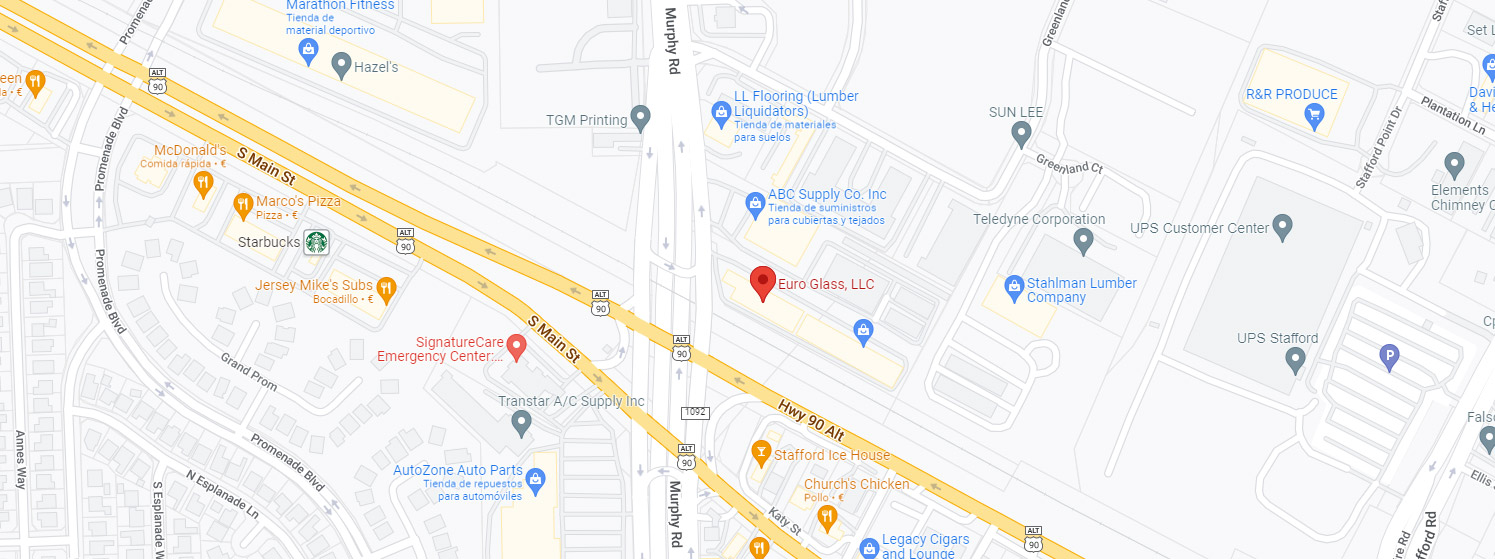 Marathon Fitness
Tienda de
material deportivo
Hazel's
Promenade
Murphy Rd
Greenland
Set L
ALT
90
TGM Printing
LL Flooring (Lumber
Liquidators)
Tienda de materiales
para suelos
SUN LEE
R&R PRODUCE
Plantation Ln
& He
Stafford Point Dr
Promenade Blvd
McDonald's
Comida rápida • €
S Main St
Greenland Ct
Elements
Chimney C
Marco's Pizza
Pizza • €
ABC Supply Co. Inc
Tienda de suministros
para cubiertas y tejados
Teledyne Corporation
UPS Customer Center
Starbucks
ALT
90
Promenade Blvd
Jersey Mike's Subs
Bocadillo • €
Euro Glass, LLC
Stahlman Lumber
Company
ALT
90
S Main St
SignatureCare
Emergency Center:...
ALT
90
UPS Stafford
P
Grand Prom
Transtar A/C Supply Inc
1092
Hwy 90 Alt
Annes Way
Promenade Blvd
ALT
90
Stafford Ice House
AutoZone Auto Parts
Tienda de repuestos
para automóviles
N Esplanade Ln
S Esplanade W
Murphy Rd
Church's Chicken
Pollo • €
Katy St
Ellis
ALT
90
Legacy Cigars
and Lounge
fford Rd